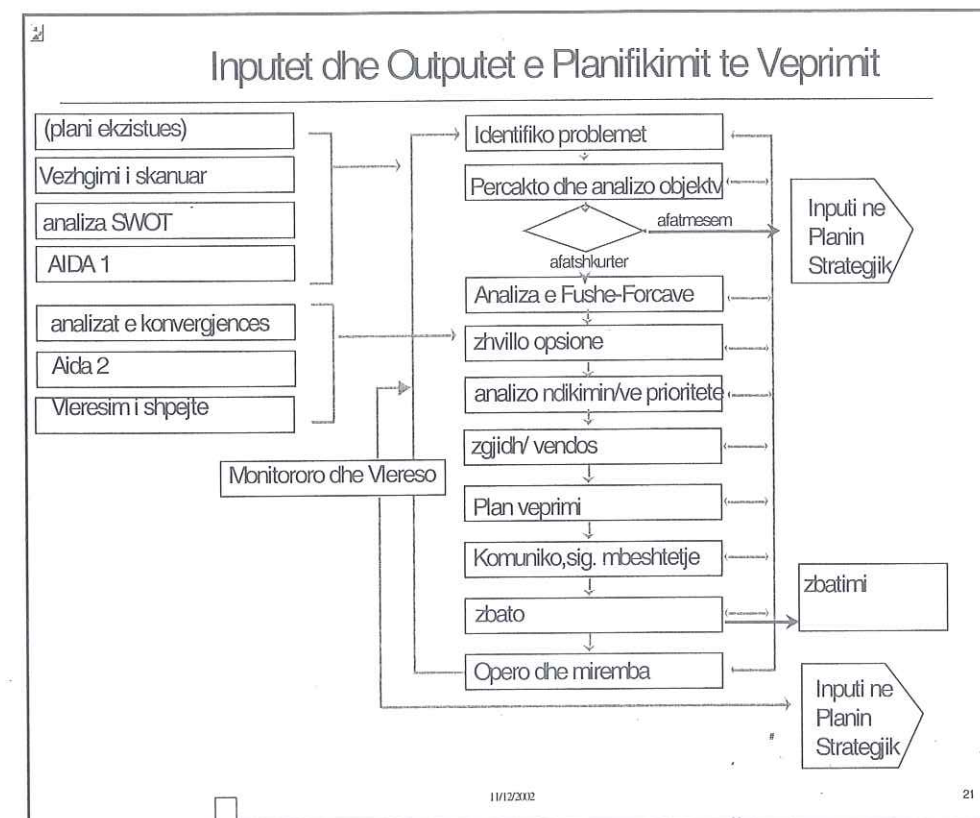 Inputet dhe Outputet e Planifikimit te Veprimit
(plani ekzistues)
Vezhgimi i skanuar
analiza SWOT
AIDA 1
analizat e konvergjences
Aida 2
Vleresim i shpejte
Monitororo dhe Vlereso
Identifiko problemet
Percakto dhe analizo objektv
afatmesem
afatshkurter
Analiza e Fushe-Forcave
zhvillo opsione
analizo ndikimin/ve prioritete
zgjidh/ vendos
Plan veprimi
Komuniko,sig. mbeshtetje
zbato
Opero dhe miremba
Inputi ne
Planin
Strategjik
zbatimi
Inputi ne
Planin
Strategjik
#
11/12/2002
21